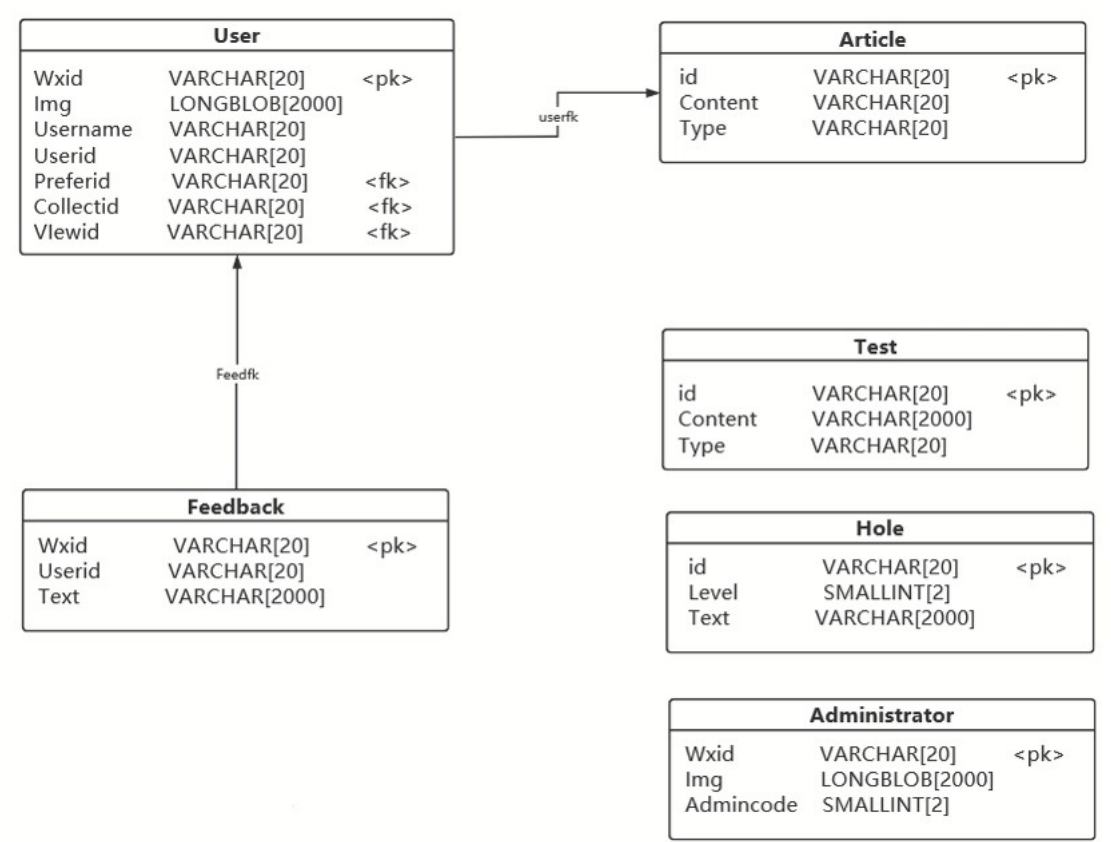 User
Wxid VARCHAR[20] <pk>
Img LONGBLOB[2000]
Username VARCHAR[20]
Userid VARCHAR[20]
Preferid VARCHAR[20] <fk>
Collectid VARCHAR[20] <fk>
VIewid VARCHAR[20] <fk>
userfk
Article
id VARCHAR[20] <pk>
Content VARCHAR[20]
Type VARCHAR[20]
Feedfk
Test
id VARCHAR[20] <pk>
Content VARCHAR[2000]
Type VARCHAR[20]
Feedback
Wxid VARCHAR[20] <pk>
Userid VARCHAR[20]
Text VARCHAR[2000]
Hole
id VARCHAR[20] <pk>
Level SMALLINT[2]
Text VARCHAR[2000]
Administrator
Wxid VARCHAR[20] <pk>
Img LONGBLOB[2000]
Admincode SMALLINT[2]